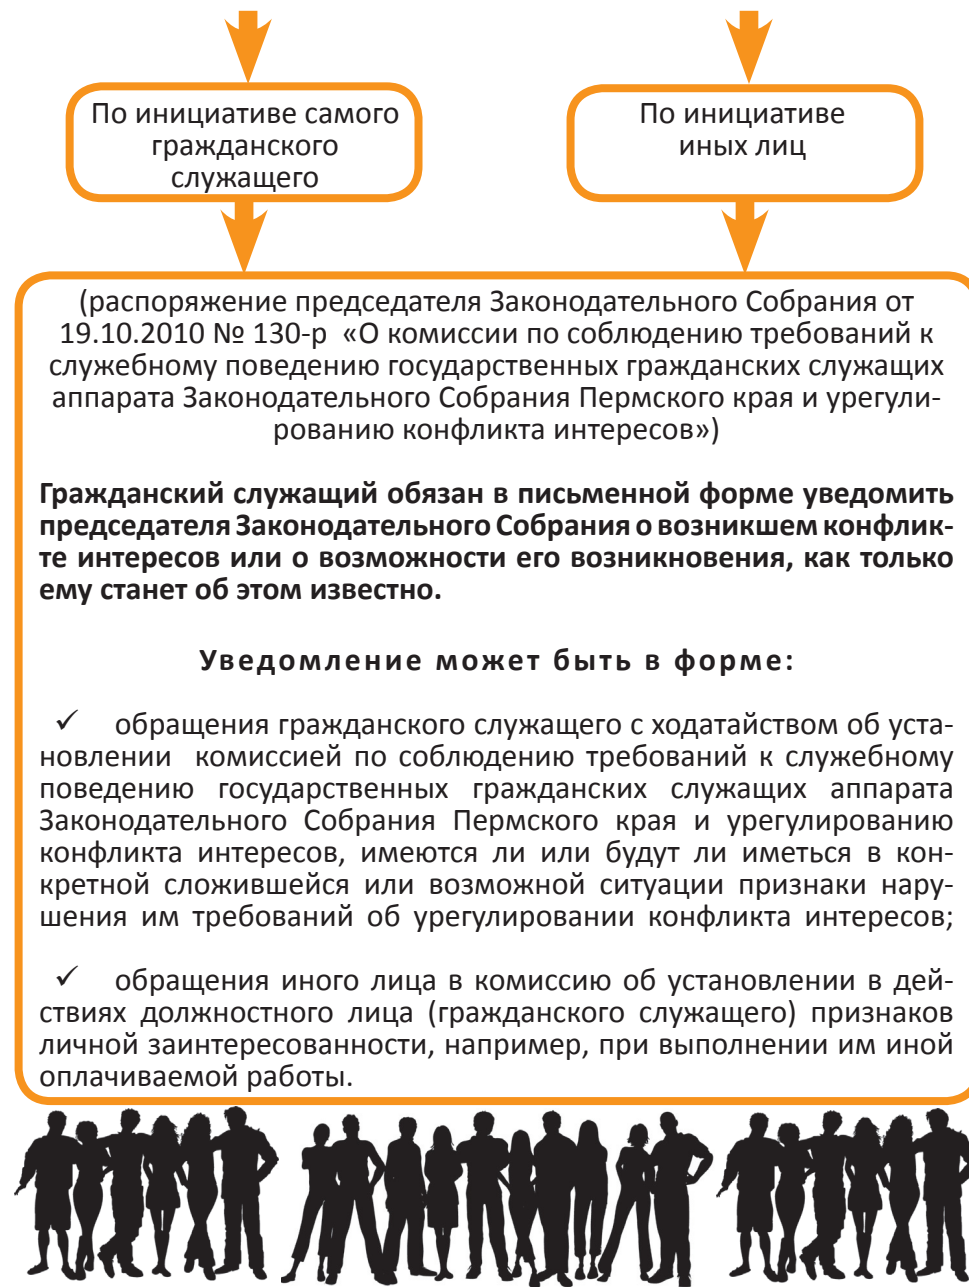 По инициативе самого
гражданского
служащего
По инициативе
иных лиц
(распоряжение председателя Законодательного Собрания от
19.10.2010 № 130-р «О комиссии по соблюдению требований к
служебному поведению государственных гражданских служащих
аппарата Законодательного Собрания Пермского края и урегули-
рованию конфликта интересов»)
Гражданский служащий обязан в письменной форме уведомить
председателя Законодательного Собрания о возникшем конфлик-
те интересов или о возможности его возникновения, как только
ему станет об этом известно.
Уведомление может быть в форме:
✓ обращения гражданского служащего с ходатайством об уста-
новлении комиссией по соблюдению требований к служебному
поведению государственных гражданских служащих аппарата
Законодательного Собрания Пермского края и урегулированию
конфликта интересов, имеются ли или будут ли иметься в кон-
кретной сложившейся или возможной ситуации признаки нару-
шения им требований об урегулировании конфликта интересов;
✓ обращения иного лица в комиссию об установлении в дей-
ствиях должностного лица (гражданского служащего) признаков
личной заинтересованности, например, при выполнении им иной
оплачиваемой работы.